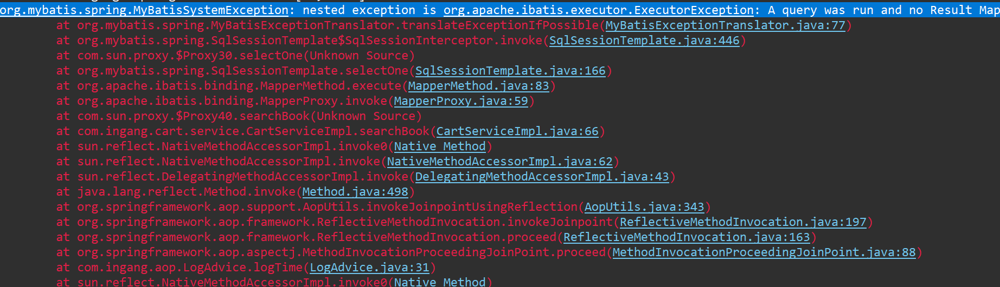 org.mybatis.spring.MyBatisSystemException: nested exception is org.apache.ibatis.executor.ExecutorException: A query was run and no Result Map
at org.mybatis.spring.MyBatisExceptionTranslator.translateExceptionIfPossible(MyBatisExceptionTranslator.java:77)
at org.mybatis.spring.SqlSessionTemplate$SqlSessionInterceptor.invoke(SqlSessionTemplate.java:446)
at com.sun.proxy.$Proxy30.selectOne(Unknown Source)
at org.mybatis.spring.SqlSessionTemplate.selectOne(SqlSessionTemplate.java:166)
at org.apache.ibatis.binding.MapperMethod.execute(MapperMethod.java:83)
at org.apache.ibatis.binding.MapperProxy.invoke(MapperProxy.java:59)
at com.sun.proxy.$Proxy40.searchBook(Unknown Source)
at com.ingang.cart.service.CartServiceImpl.searchBook(CartServiceImpl.java:66)
at sun.reflect.NativeMethodAccessorImpl.invoke0(Native Method)
at sun.reflect.NativeMethodAccessorImpl.invoke(NativeMethodAccessorImpl.java:62)
at sun.reflect.DelegatingMethodAccessorImpl.invoke(DelegatingMethodAccessorImpl.java:43)
at java.lang.reflect.Method.invoke(Method.java:498)
at org.springframework.aop.support.AopUtils.invokeJoinpointUsingReflection(AopUtils.java:343)
at org.springframework.aop.framework.ReflectiveMethodInvocation.invokeJoinpoint(ReflectiveMethodInvocation.java:197)
at org.springframework.aop.framework.ReflectiveMethodInvocation.proceed(ReflectiveMethodInvocation.java:163)
at org.springframework.aop.aspectj.MethodInvocationProceedingJoinPoint.proceed(MethodInvocationProceedingJoinPoint.java:88)
at com.ingang.aop.LogAdvice.logTime(LogAdvice.java:31)
at sun.reflect.NativeMethodAccessorImpl.invoke0(Native Method)